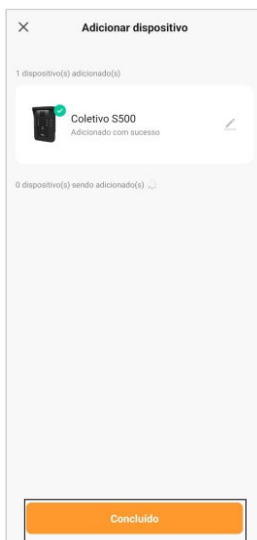 Adicionar dispositivo
1 dispositivo(s) adicionado(s)
Coletivo S500
Adicionado com sucesso
0 dispositivo(s) sendo adicionado(s)
Concluído